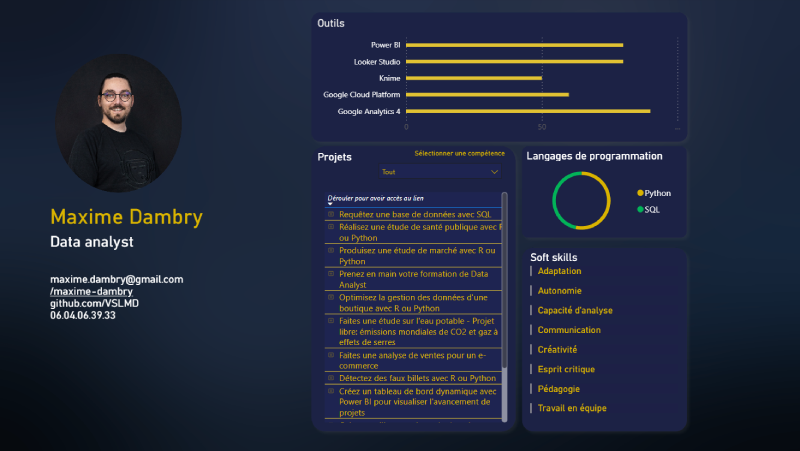 Maxime Dambry
Data analyst
maxime.dambry@gmail.com
/maxime-dambry
github.com/VSLMD
06.04.06.39.33
Outils
Power BI
Looker Studio
Knime
Google Cloud Platform
Google Analytics 4
0
50
...
Projets
Sélectionner une compétence
Tout
Dérouler pour avoir accès au lien
Requêtez une base de données avec SQL
Réalisez une étude de santé publique avec R
ou Python
Produisez une étude de marché avec R ou
Python
Prenez en main votre formation de Data
Analyst
Optimisez la gestion des données d'une
boutique avec R ou Python
Faites une étude sur l'eau potable - Projet
libre: émissions mondiales de CO2 et gaz à
effets de serres
Faites une analyse de ventes pour un e-
commerce
Détectez des faux billets avec R ou Python
Créez un tableau de bord dynamique avec
Power BI pour visualiser l'avancement de
projets
Langages de programmation
Python
SQL
Soft skills
Adaptation
Autonomie
Capacité d'analyse
Communication
Créativité
Esprit critique
Pédagogie
Travail en équipe